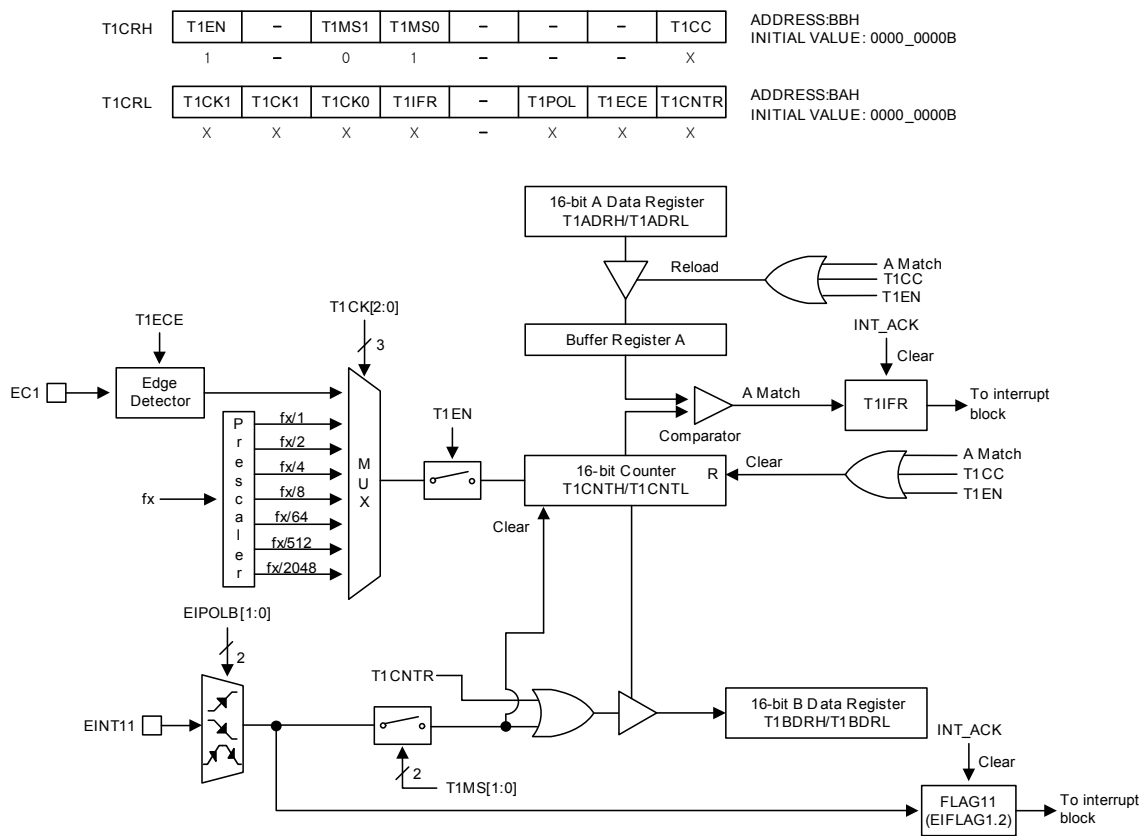 T1CRH T1EN – T1MS1 T1MS0 – – – T1CC ADDRESS:BBH
INITIAL VALUE: 0000_0000B
1 – 0 1 – – – X
T1CRL T1CK1 T1CK1 T1CK0 T1IFR – T1POL T1ECE T1CNTR ADDRESS:BAH
INITIAL VALUE: 0000_0000B
X X X X – X X X
16-bit A Data Register
T1ADRH/T1ADRL
Reload
A Match
T1CC
T1EN
T1CK[2:0]
3
T1ECE
Buffer Register A
INT_ACK
Clear
EC1
Edge
Detector
A Match
T1IFR
To interrupt
block
Comparator
T1EN
Prescaler
fx/1
fx/2
fx/4
fx/8
fx/64
fx/512
fx/2048
fx
MUX
16-bit Counter
T1CNTH/T1CNTL
R
Clear
A Match
T1CC
T1EN
Clear
EIPOLB[1:0]
2
T1CNTR
EINT11
16-bit B Data Register
T1BDRH/T1BDRL
2
T1MS[1:0]
INT_ACK
Clear
FLAG11
(EIFLAG1.2)
To interrupt
block